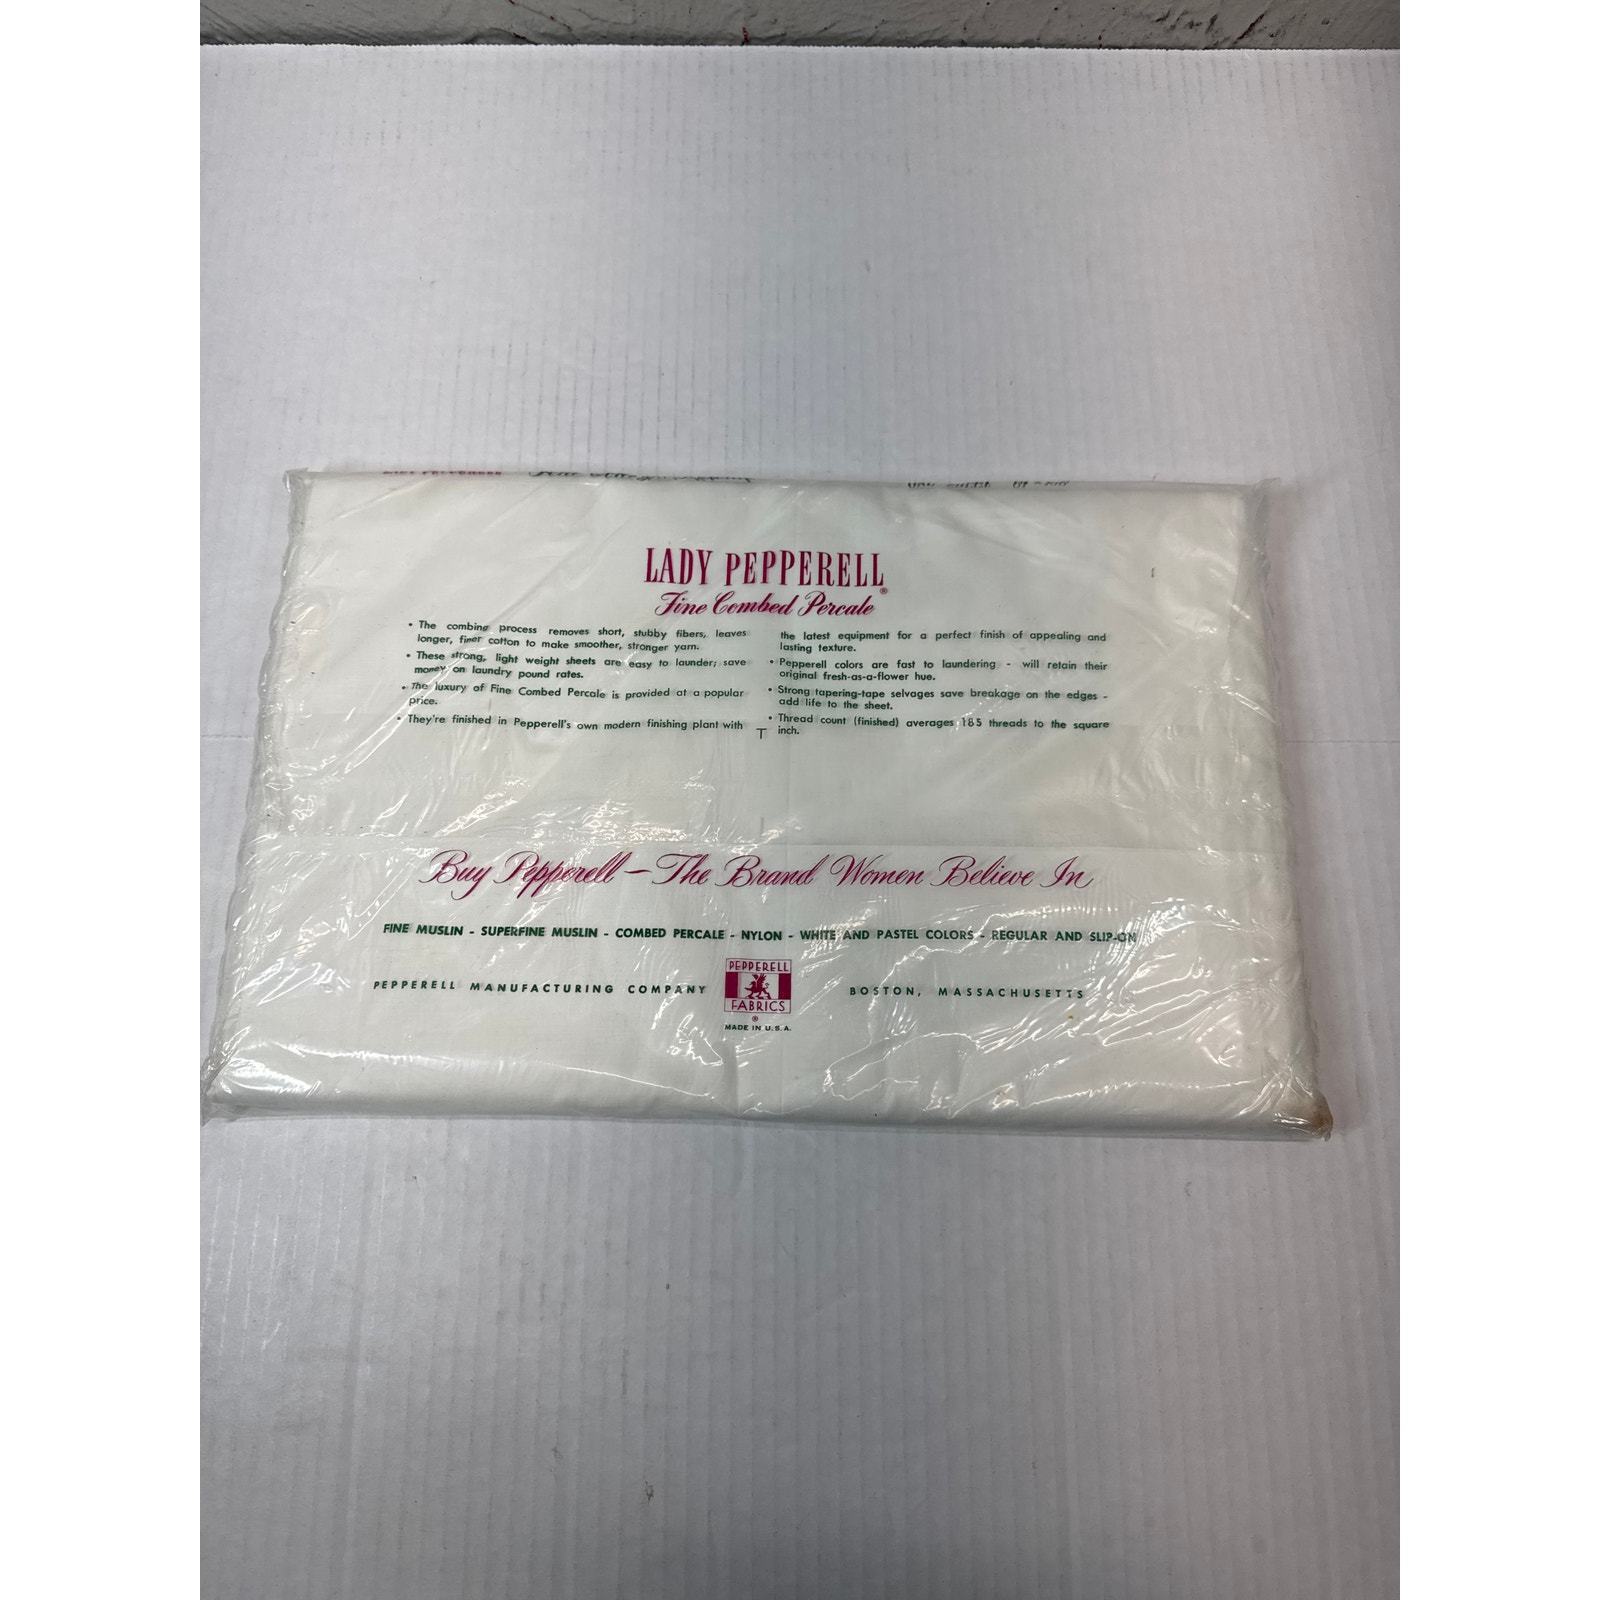 LADY PEPPERELL
LADY PEPPERELL®
Fine Combed Percale
• The combing process removes short, stubby fibers, leaves
longer, finer cotton to make smoother, stronger yarn.
• These strong, light weight sheets are easy to launder; save
money on laundry pound rates.
• The luxury of Fine Combed Percale is provided at a popular
price.
• They're finished in Pepperell's own modern finishing plant with
the latest equipment for a perfect finish of appealing and
lasting texture.
• Pepperell colors are fast to laundering - will retain their
original fresh-as-a-flower hue.
• Strong tapering-tape selvages save breakage on the edges -
add life to the sheet.
• Thread count (finished) averages 185 threads to the square
inch.
T
Buy Pepperell — The Brand Women Believe In
FINE MUSLIN - SUPERFINE MUSLIN - COMBED PERCALE - NYLON - WHITE AND PASTEL COLORS - REGULAR AND SLIP-ON
PEPPERELL MANUFACTURING COMPANY
PEPPERELL
FABRICS
®
MADE IN U.S.A.
BOSTON, MASSACHUSETTS